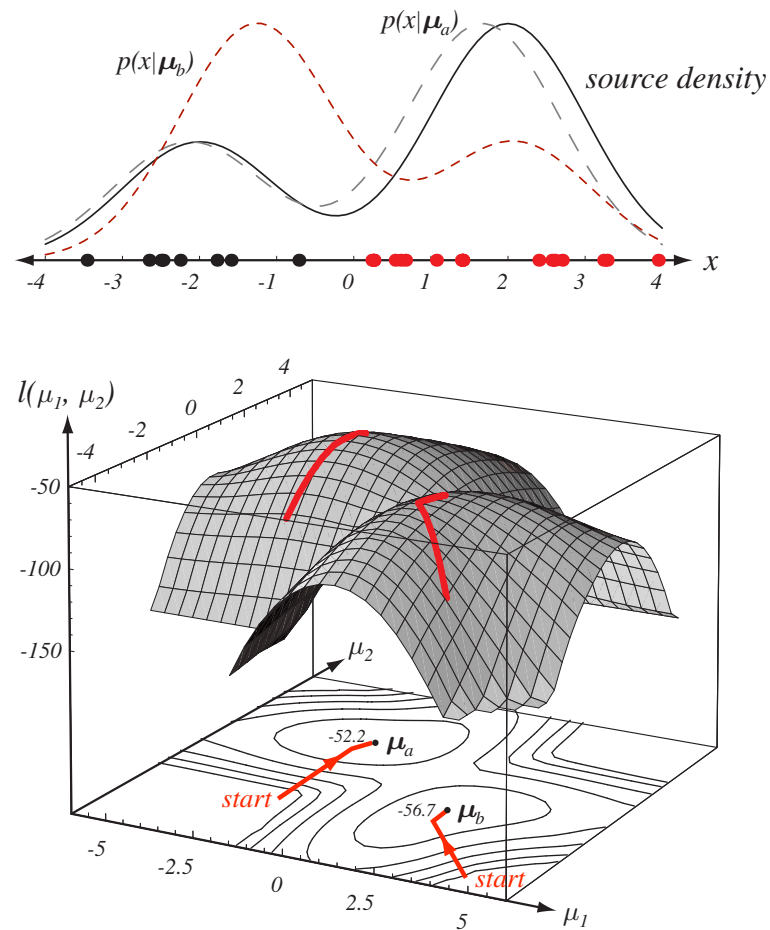 p(x|μₐ)
p(x|μ_b)
source density
-4 -3 -2 -1 0 1 2 3 4 x
l(μ₁, μ₂)
4
2
0
-2
-4
-50
-100
-150
μ₂
-52.2 μₐ
start
-56.7 μ_b
start
-5 -2.5 0 2.5 5 μ₁